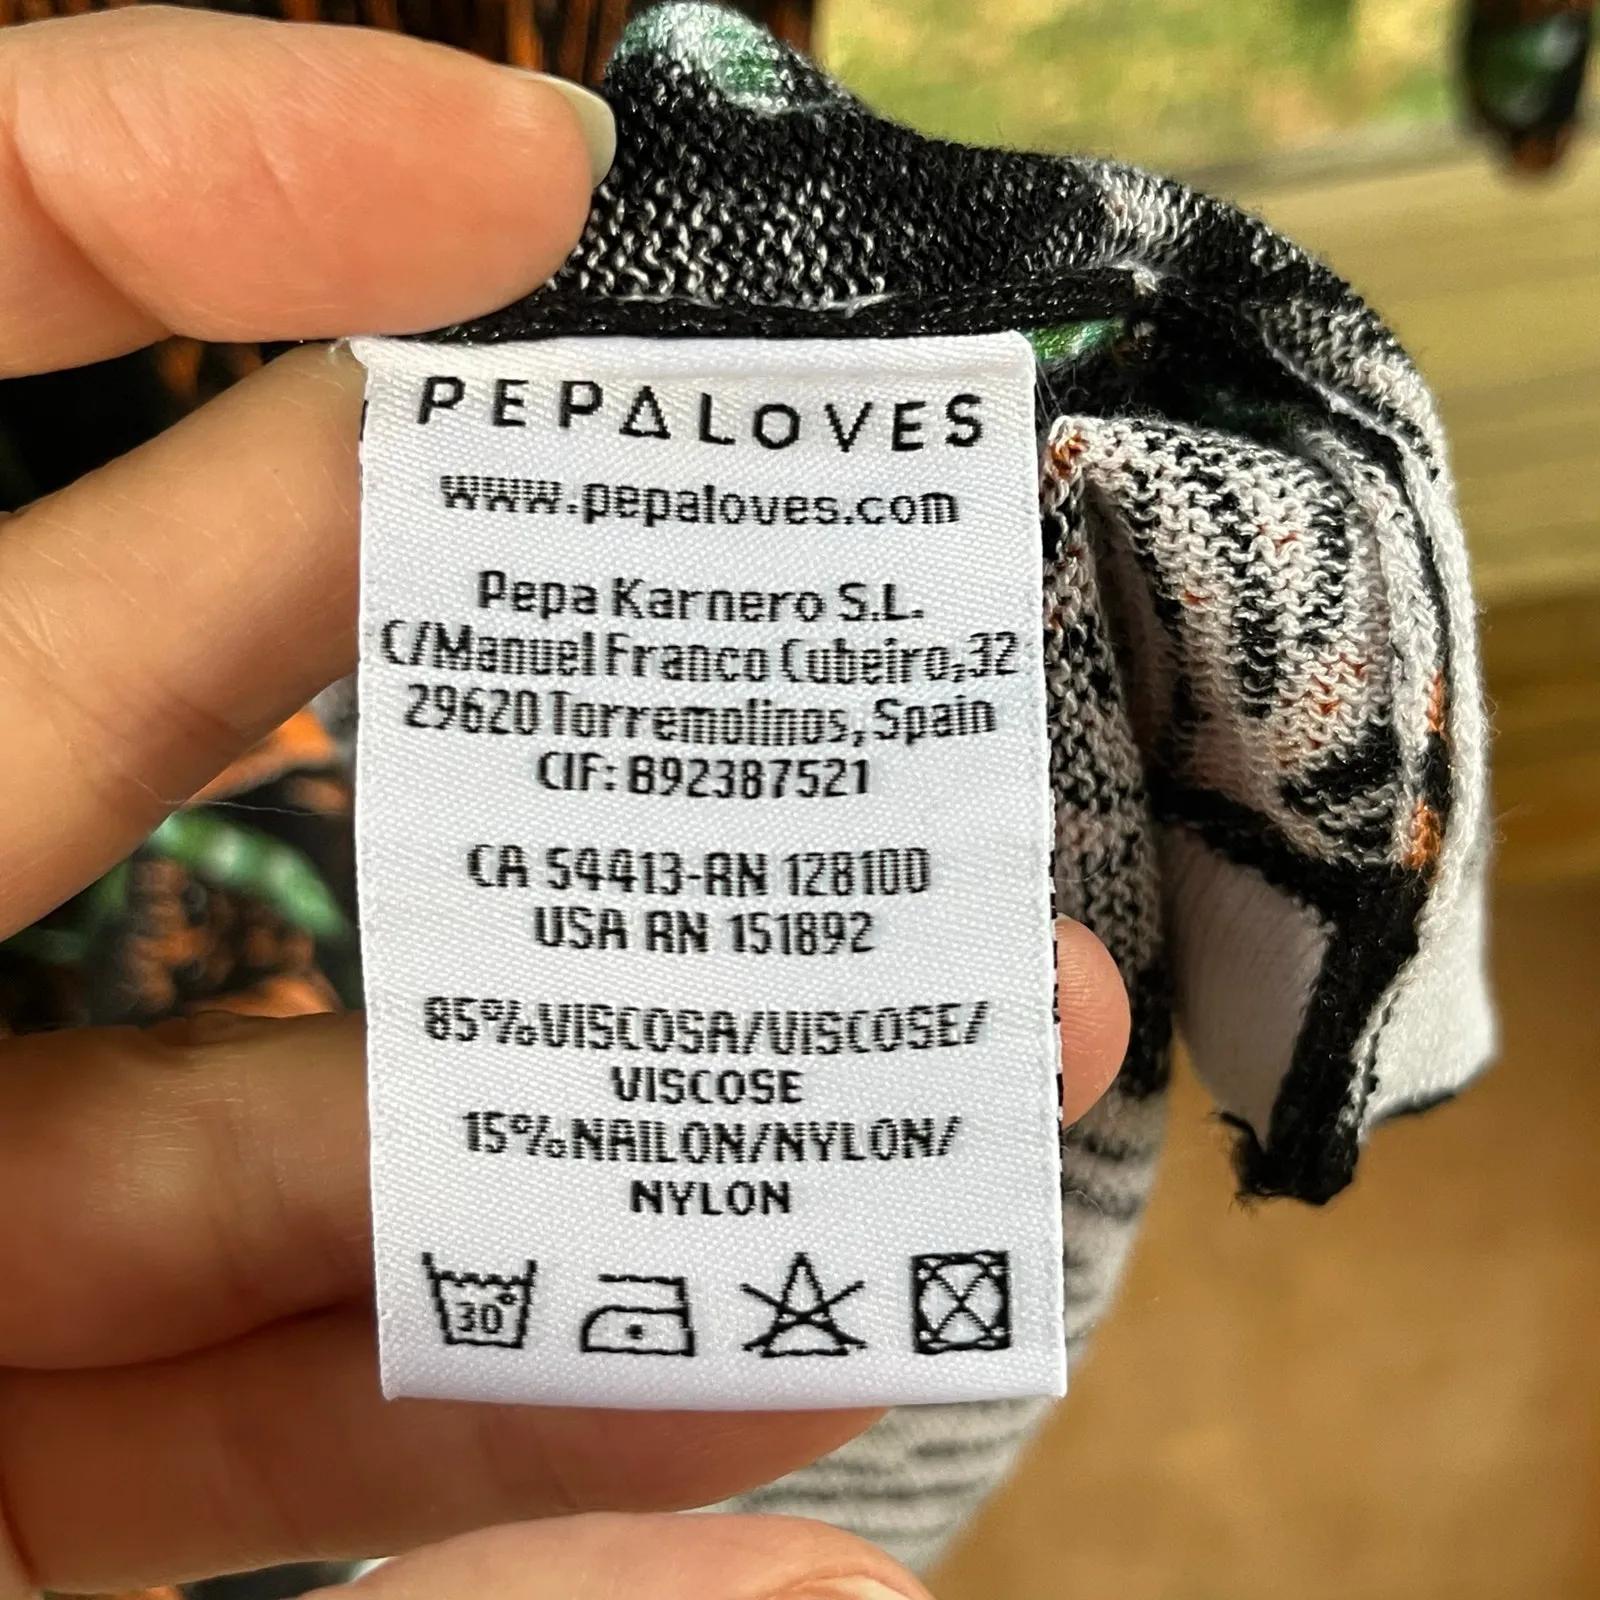 PEPALOVES
www.pepaloves.com
Pepa Karnero S.L.
C/Manuel Franco Cubeiro,32
29620 Torremolinos, Spain
CIF: B92387521
CA 54413-RN 128100
USA RN 151892
85%VISCOSA/VISCOSE/
VISCOSE
15%NAILON/NYLON/
NYLON
30°